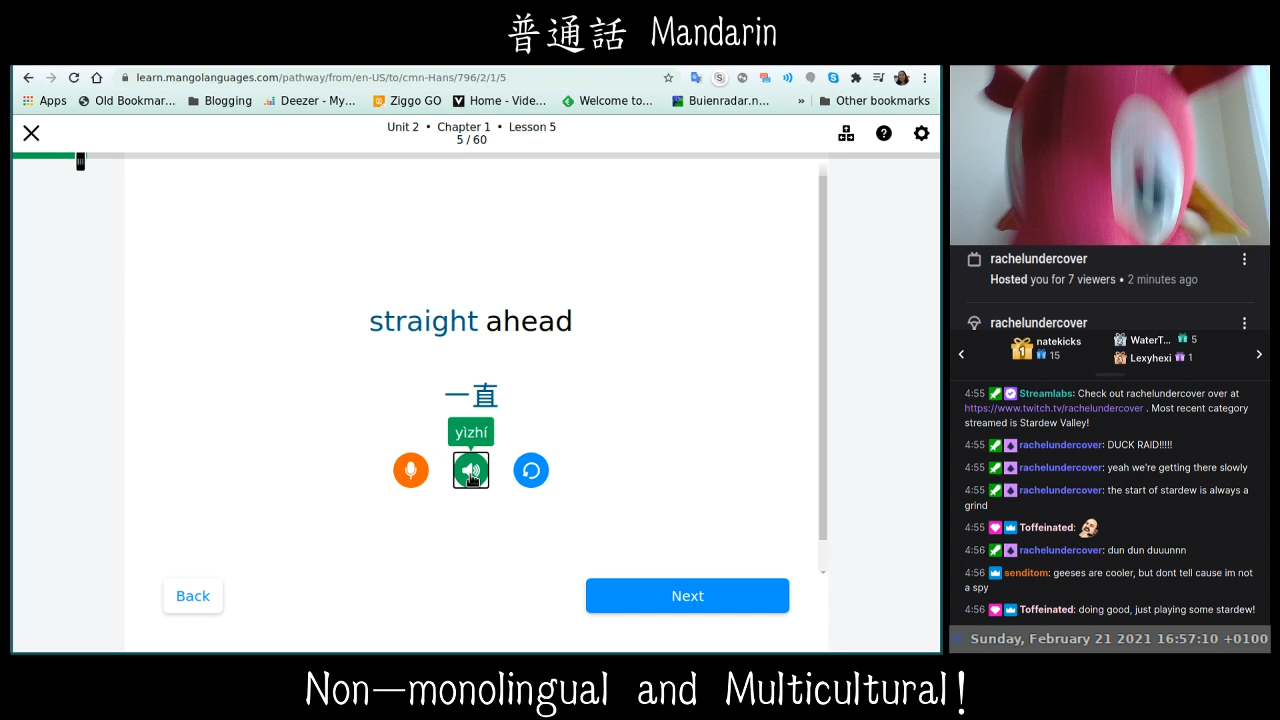 普通話 Mandarin
learn.mangolanguages.com/pathway/from/en-US/to/cmn-Hans/796/2/1/5
Apps Old Bookmar... Blogging Deezer - My... Ziggo GO Home - Vide... Welcome to... Buienradar.n... » Other bookmarks
Unit 2 • Chapter 1 • Lesson 5
5 / 60
straight ahead
一直
yìzhí
Back
Next
rachelundercover
Hosted you for 7 viewers • 2 minutes ago
rachelundercover
natekicks
15
WaterT... 5
Lexyhexi 1
4:55 Streamlabs: Check out rachelundercover over at
https://www.twitch.tv/rachelundercover . Most recent category
streamed is Stardew Valley!
4:55 rachelundercover: DUCK RAID!!!!!
4:55 rachelundercover: yeah we're getting there slowly
4:55 rachelundercover: the start of stardew is always a
grind
4:55 Toffeinated:
4:56 rachelundercover: dun dun duuunnn
4:56 senditom: geeses are cooler, but dont tell cause im not
a spy
4:56 Toffeinated: doing good, just playing some stardew!
Sunday, February 21 2021 16:57:10 +0100
Non—monolingual and Multicultural!